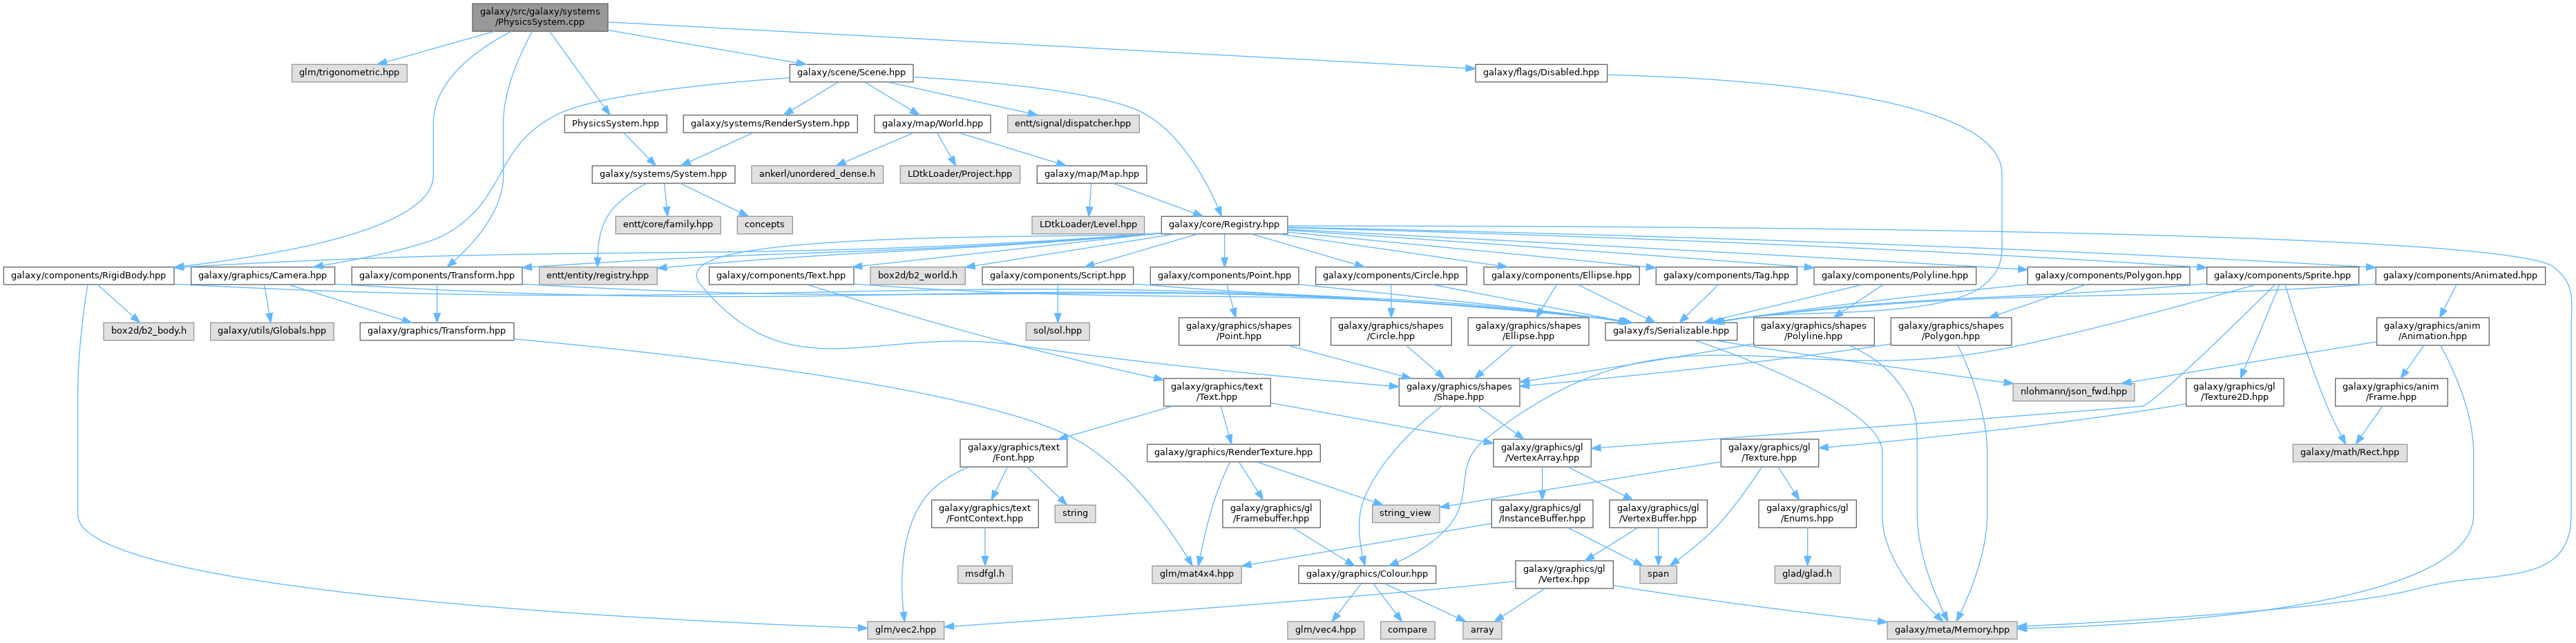 galaxy/src/galaxy/systems
/PhysicsSystem.cpp
glm/trigonometric.hpp
galaxy/scene/Scene.hpp
galaxy/flags/Disabled.hpp
PhysicsSystem.hpp
galaxy/systems/RenderSystem.hpp
galaxy/map/World.hpp
entt/signal/dispatcher.hpp
galaxy/systems/System.hpp
ankerl/unordered_dense.h
LDtkLoader/Project.hpp
galaxy/map/Map.hpp
entt/core/family.hpp
concepts
LDtkLoader/Level.hpp
galaxy/core/Registry.hpp
galaxy/components/RigidBody.hpp
galaxy/graphics/Camera.hpp
galaxy/components/Transform.hpp
entt/entity/registry.hpp
galaxy/components/Text.hpp
box2d/b2_world.h
galaxy/components/Script.hpp
galaxy/components/Point.hpp
galaxy/components/Circle.hpp
galaxy/components/Ellipse.hpp
galaxy/components/Tag.hpp
galaxy/components/Polyline.hpp
galaxy/components/Polygon.hpp
galaxy/components/Sprite.hpp
galaxy/components/Animated.hpp
box2d/b2_body.h
galaxy/utils/Globals.hpp
galaxy/graphics/Transform.hpp
sol/sol.hpp
galaxy/graphics/shapes
/Point.hpp
galaxy/graphics/shapes
/Circle.hpp
galaxy/graphics/shapes
/Ellipse.hpp
galaxy/fs/Serializable.hpp
galaxy/graphics/shapes
/Polyline.hpp
galaxy/graphics/shapes
/Polygon.hpp
galaxy/graphics/anim
/Animation.hpp
galaxy/graphics/text
/Text.hpp
galaxy/graphics/shapes
/Shape.hpp
nlohmann/json_fwd.hpp
galaxy/graphics/gl
/Texture2D.hpp
galaxy/graphics/anim
/Frame.hpp
galaxy/graphics/text
/Font.hpp
galaxy/graphics/RenderTexture.hpp
galaxy/graphics/gl
/VertexArray.hpp
galaxy/graphics/gl
/Texture.hpp
galaxy/math/Rect.hpp
galaxy/graphics/text
/FontContext.hpp
string
galaxy/graphics/gl
/Framebuffer.hpp
string_view
galaxy/graphics/gl
/InstanceBuffer.hpp
galaxy/graphics/gl
/VertexBuffer.hpp
galaxy/graphics/gl
/Enums.hpp
msdfgl.h
glm/mat4x4.hpp
galaxy/graphics/Colour.hpp
galaxy/graphics/gl
/Vertex.hpp
span
glad/glad.h
glm/vec2.hpp
glm/vec4.hpp
compare
array
galaxy/meta/Memory.hpp